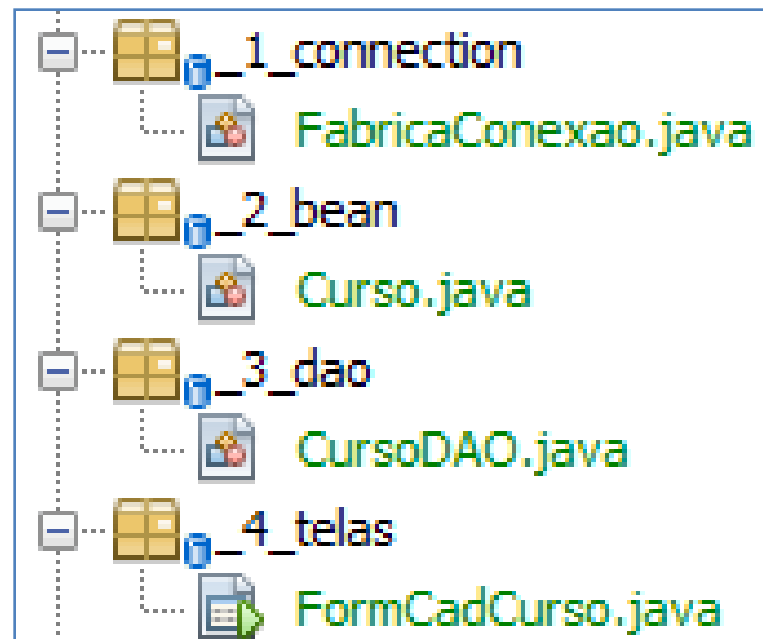 _1_connection
FabricaConexao.java
_2_bean
Curso.java
_3_dao
CursoDAO.java
_4_telas
FormCadCurso.java